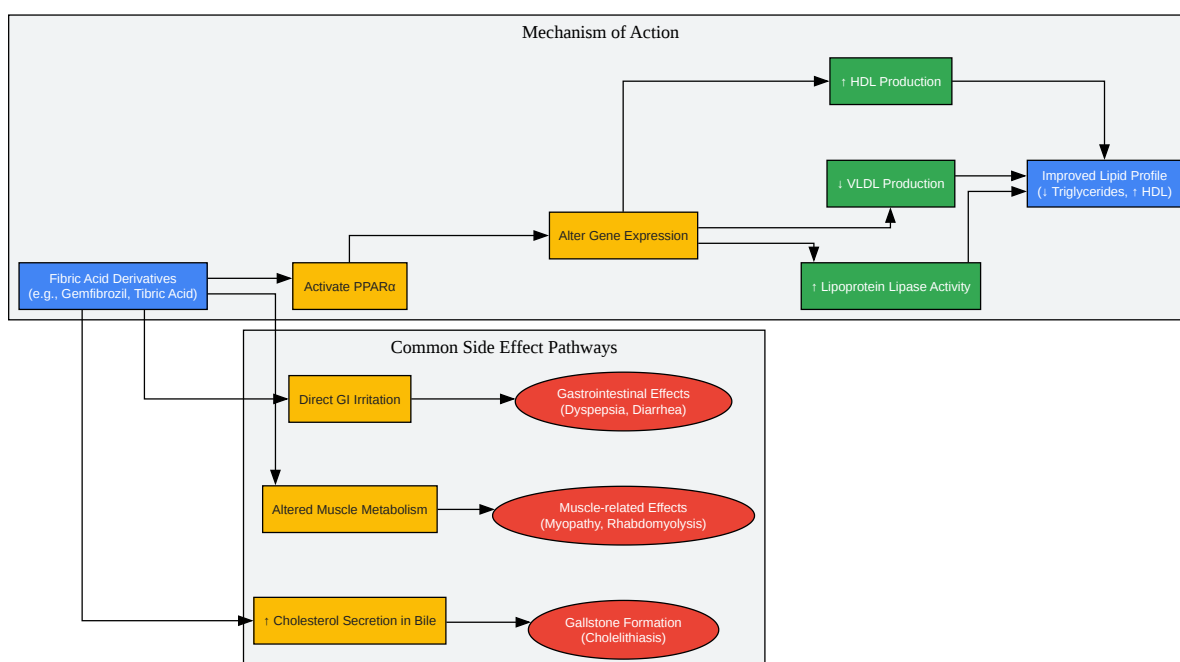 Mechanism of Action
↑ HDL Production
↓ VLDL Production
Improved Lipid Profile
(↓ Triglycerides, ↑ HDL)
Alter Gene Expression
Fibric Acid Derivatives
(e.g., Gemfibrozil, Tibric Acid)
Activate PPARα
↑ Lipoprotein Lipase Activity
Common Side Effect Pathways
Direct GI Irritation
Gastrointestinal Effects
(Dyspepsia, Diarrhea)
Altered Muscle Metabolism
Muscle-related Effects
(Myopathy, Rhabdomyolysis)
↑ Cholesterol Secretion in Bile
Gallstone Formation
(Cholelithiasis)